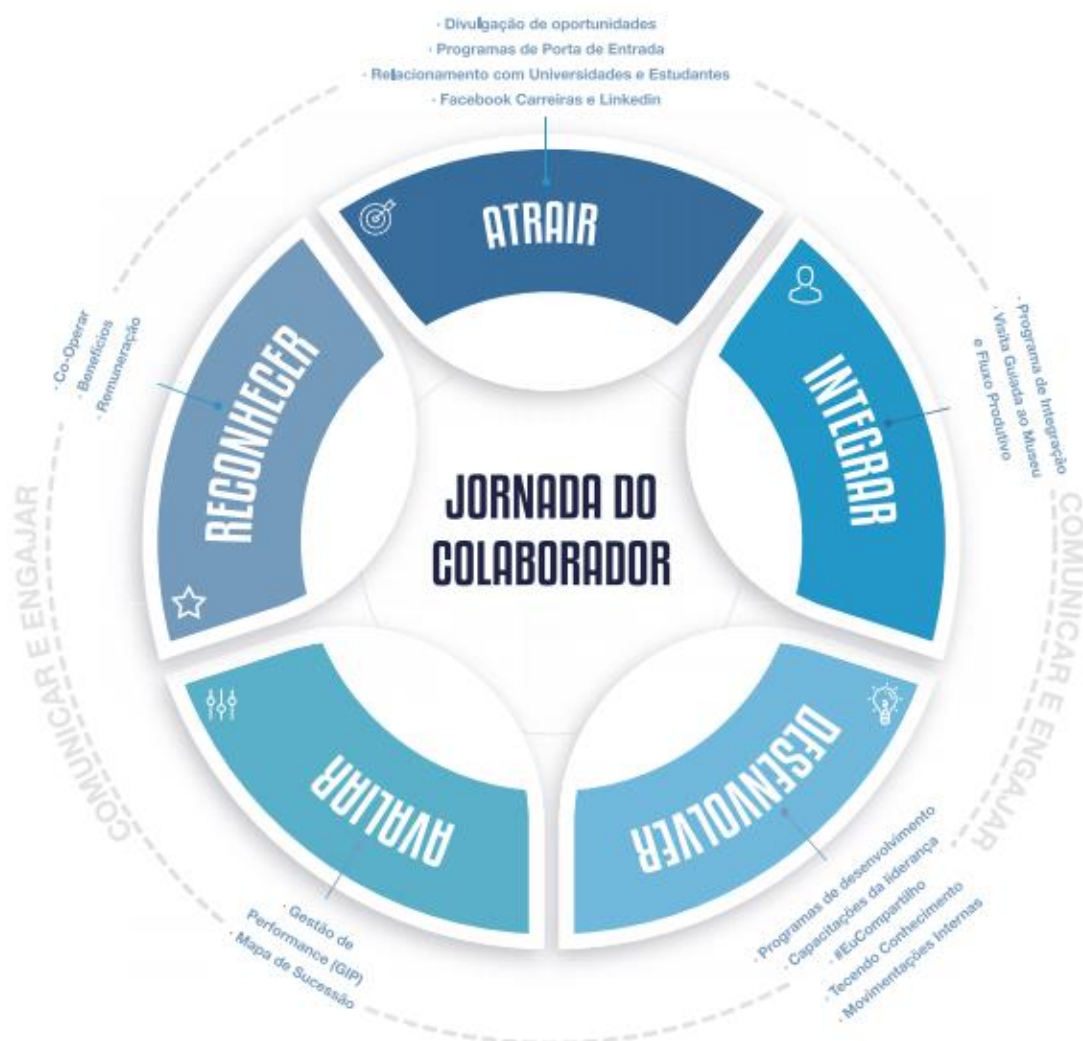 · Divulgação de oportunidades
· Programas de Porta de Entrada
· Relacionamento com Universidades e Estudantes
· Facebook Carreiras e Linkedin
ATRAIR
INTEGRAR
· Programa de Integração
· Visita Guiada ao Museu
e Fluxo Produtivo
DESENVOLVER
· Programas de desenvolvimento
· Capacitações da liderança
· #EuCompartilho
· Tecendo Conhecimento
· Movimentações Internas
AVALIAR
· Gestão de
Performance (GIP)
· Mapa de Sucessão
RECONHECER
· Co-Operar
· Benefícios
· Remuneração
JORNADA DO
COLABORADOR
COMUNICAR E ENGAJAR
COMUNICAR E ENGAJAR